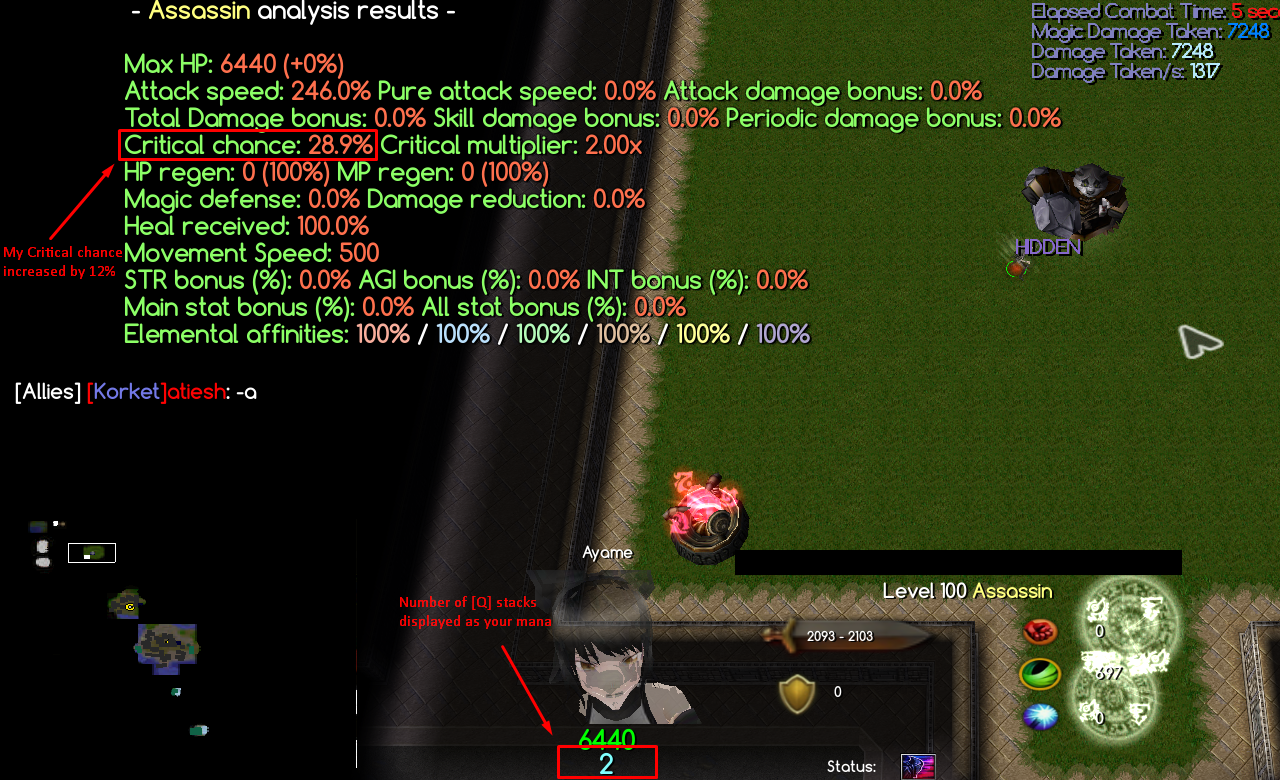 - Assassin analysis results -
Elapsed Combat Time: 5 seco
Magic Damage Taken: 7248
Damage Taken: 7248
Damage Taken/s: 1317
Max HP: 6440 (+0%)
Attack speed: 246.0% Pure attack speed: 0.0% Attack damage bonus: 0.0%
Total Damage bonus: 0.0% Skill damage bonus: 0.0% Periodic damage bonus: 0.0%
Critical chance: 28.9% Critical multiplier: 2.00x
HP regen: 0 (100%) MP regen: 0 (100%)
Magic defense: 0.0% Damage reduction: 0.0%
Heal received: 100.0%
Movement Speed: 500
STR bonus (%): 0.0% AGI bonus (%): 0.0% INT bonus (%): 0.0%
Main stat bonus (%): 0.0% All stat bonus (%): 0.0%
Elemental affinities: 100% / 100% / 100% / 100% / 100% / 100%
My Critical chance
increased by 12%
HIDDEN
[Allies] [Korket]atiesh: -a
Ayame
Number of [Q] stacks
displayed as your mana
6440
2
Level 100 Assassin
2093 - 2103
0
0
697
0
Status: